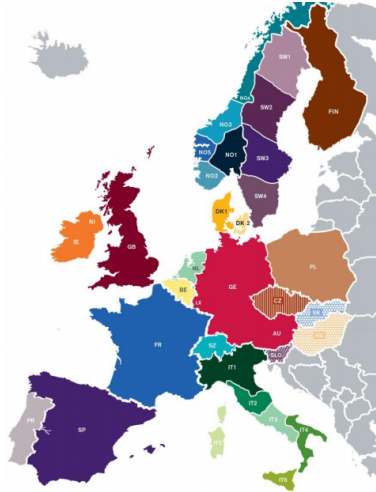 SW1
NO4
FIN
SW2
NO3
NO5
NO1
SW3
NO2
SW4
DK1
DK 2
NI
IE
GB
NL
PL
BE
GE
LX
CZ
SK
AU
FR
SZ
SLO
IT1
IT2
IT3
IT4
SP
IT6